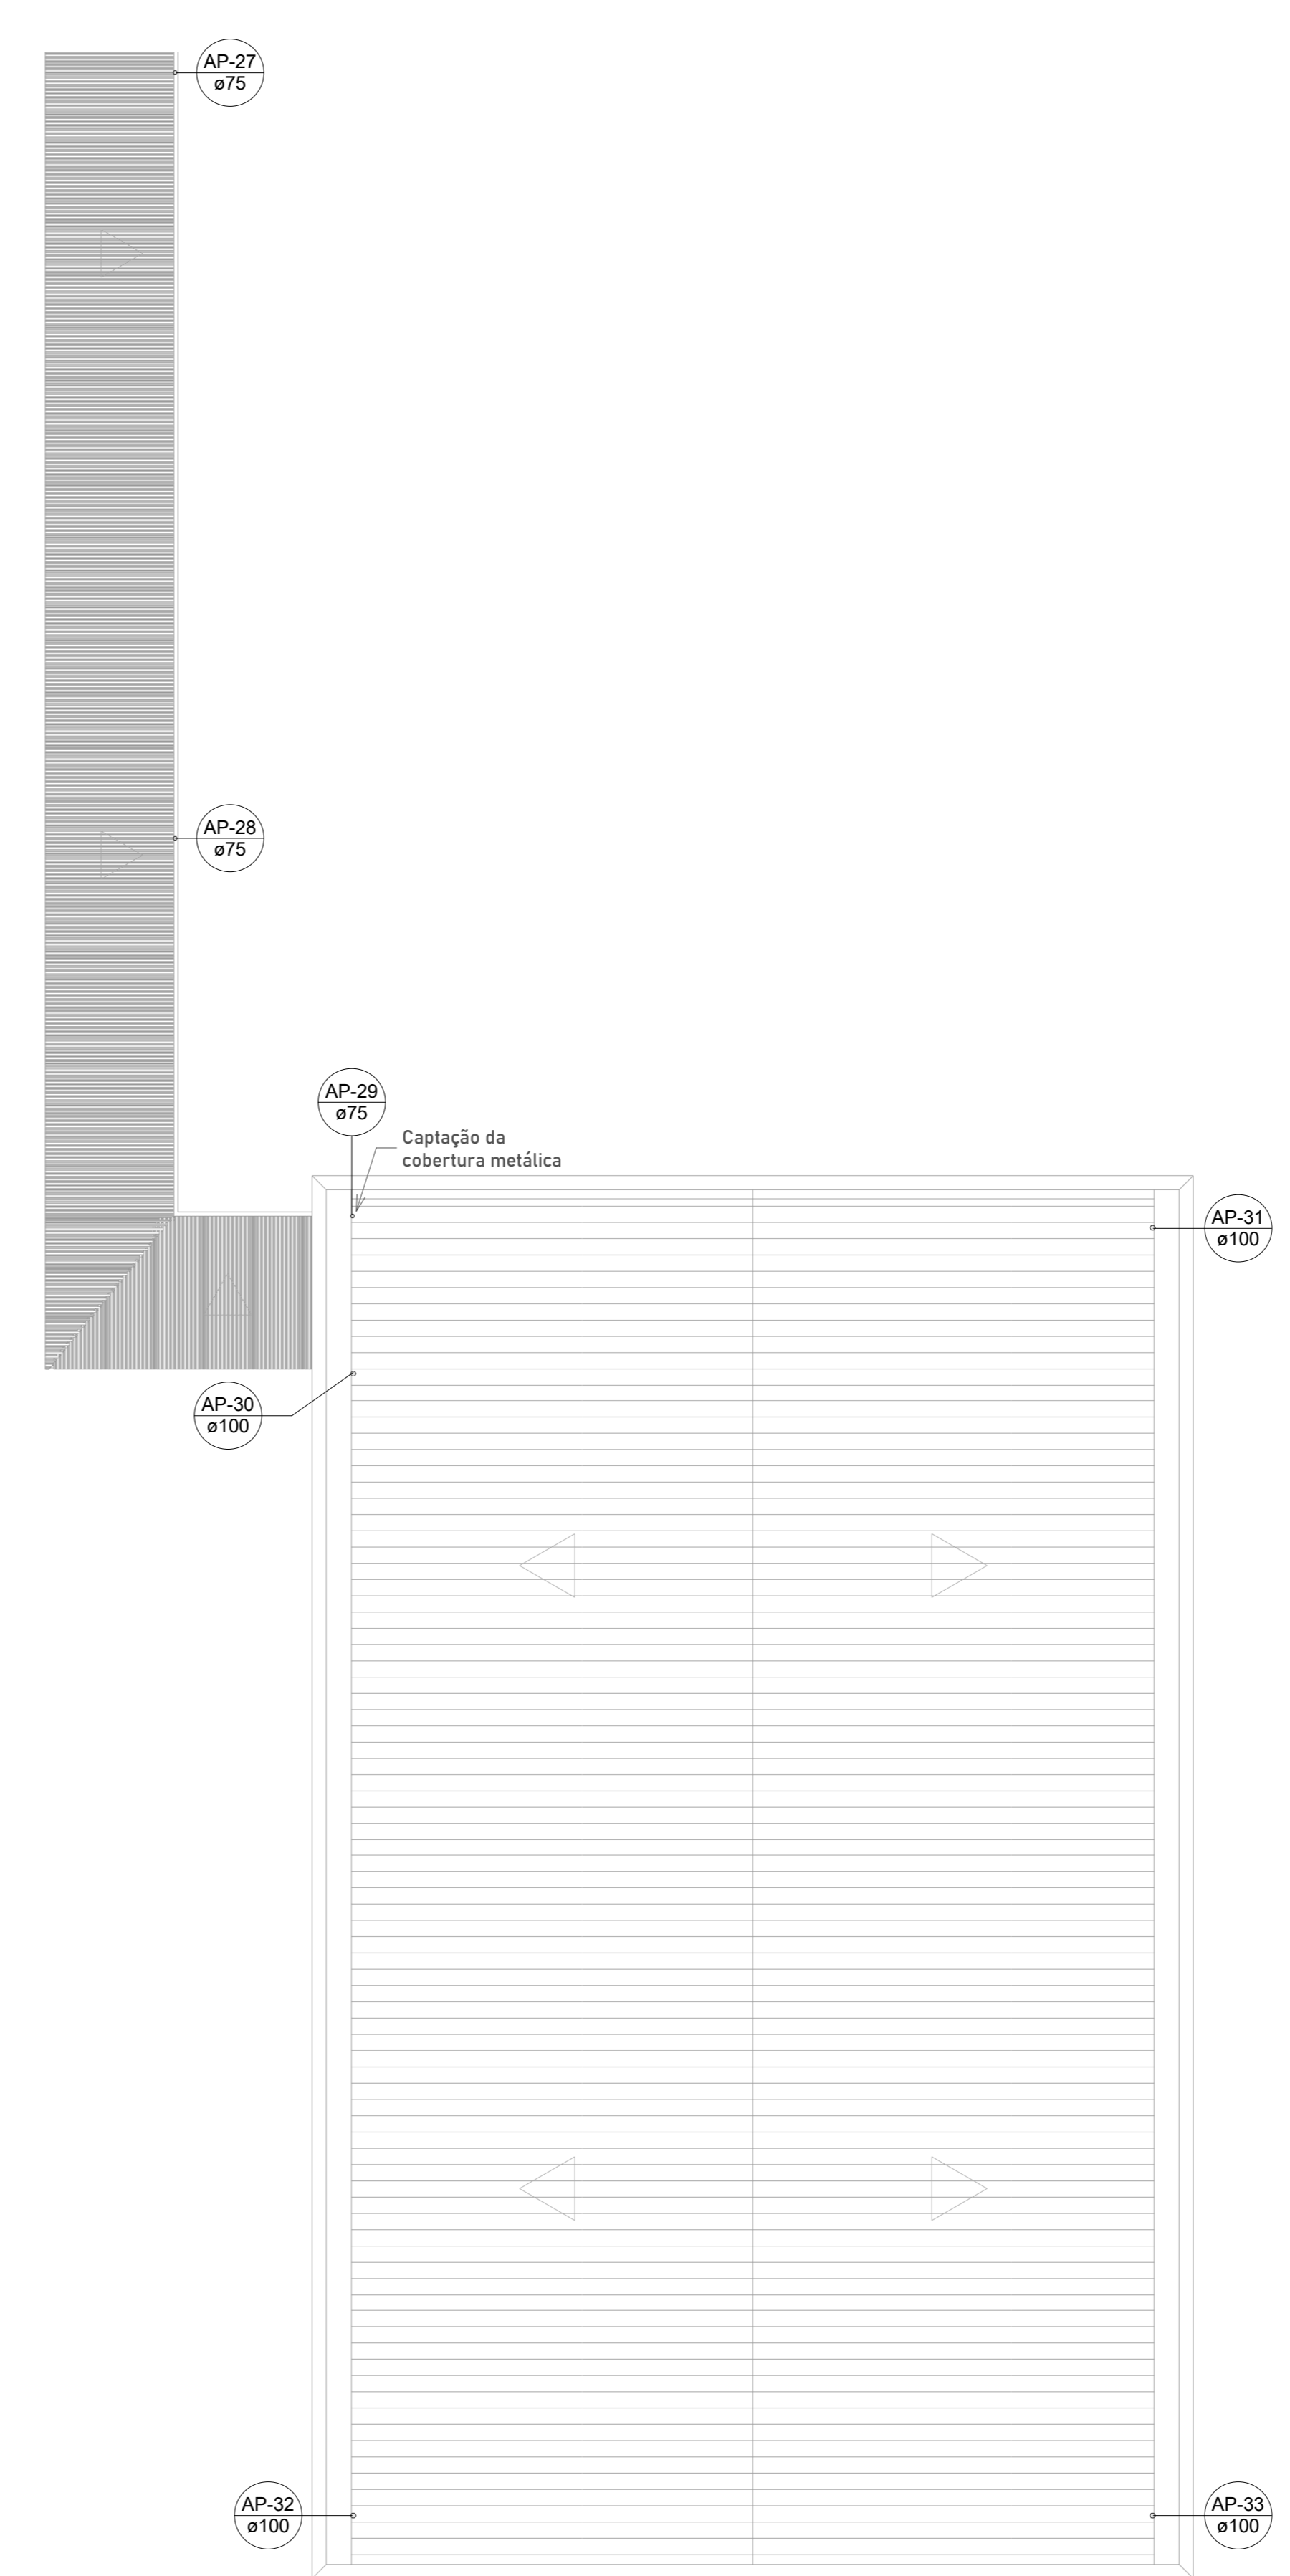 AP-27
ø75
AP-28
ø75
AP-29
ø75
Captação da
cobertura metálica
AP-31
ø100
AP-30
ø100
AP-32
ø100
AP-33
ø100